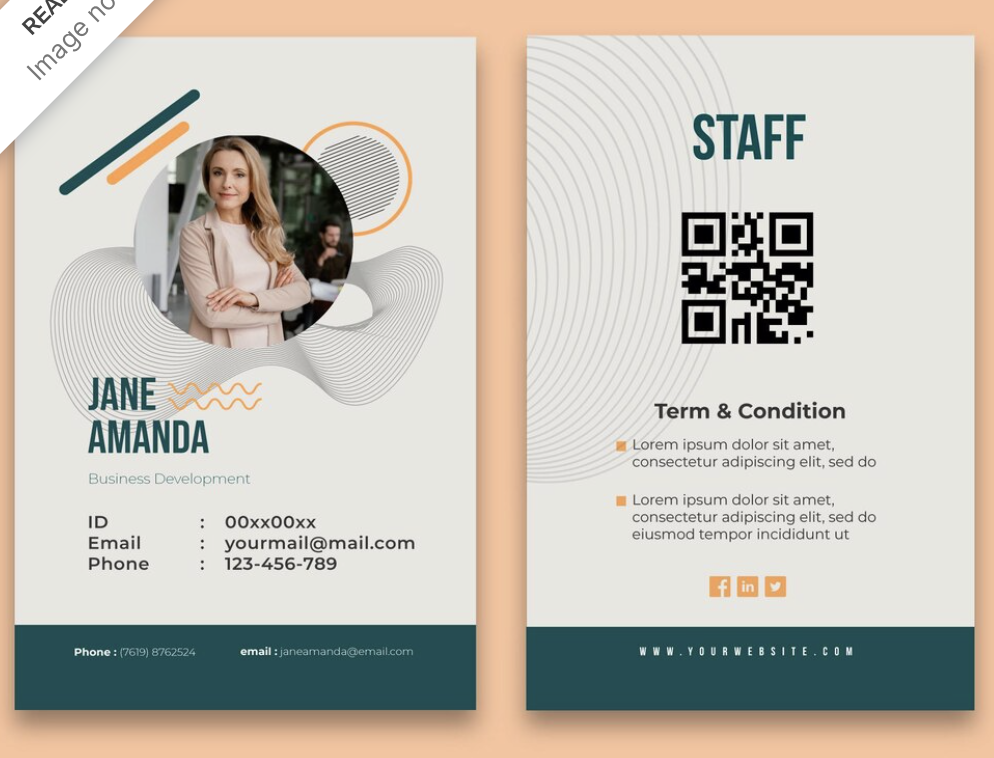 REA
Image no
JANE
AMANDA
Business Development
ID : 00xx00xx
Email : yourmail@mail.com
Phone : 123-456-789
Phone : (7619) 8762524 email : janeamanda@email.com
STAFF
Term & Condition
Lorem ipsum dolor sit amet,
consectetur adipiscing elit, sed do
Lorem ipsum dolor sit amet,
consectetur adipiscing elit, sed do
eiusmod tempor incididunt ut
f in
WWW.YOURWEBSITE.COM